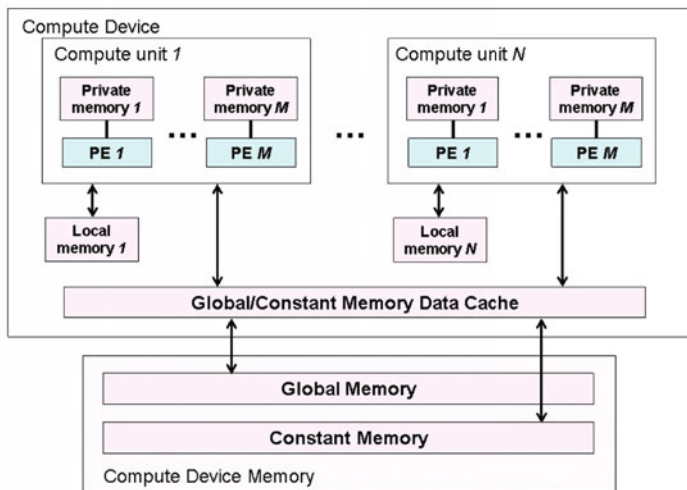 Compute Device
Compute unit 1
Compute unit N
Private
memory 1
Private
memory M
Private
memory 1
Private
memory M
PE 1
PE M
PE 1
PE M
Local
memory 1
Local
memory N
Global/Constant Memory Data Cache
Global Memory
Constant Memory
Compute Device Memory